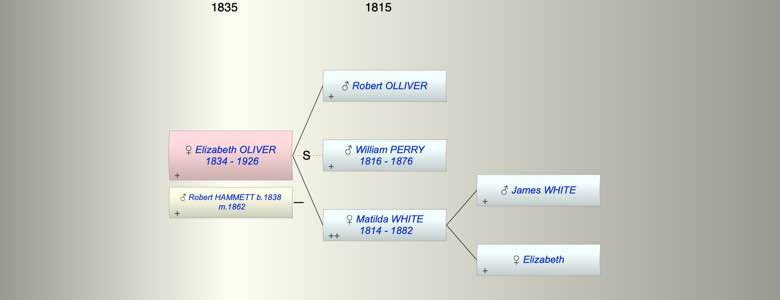 1835 1815
♂ Robert OLLIVER
+
♀ Elizabeth OLIVER
1834 - 1926
+
S
♂ William PERRY
1816 - 1876
+
♂ Robert HAMMETT b.1838
m.1862
+
♀ Matilda WHITE
1814 - 1882
++
♂ James WHITE
+
♀ Elizabeth
+